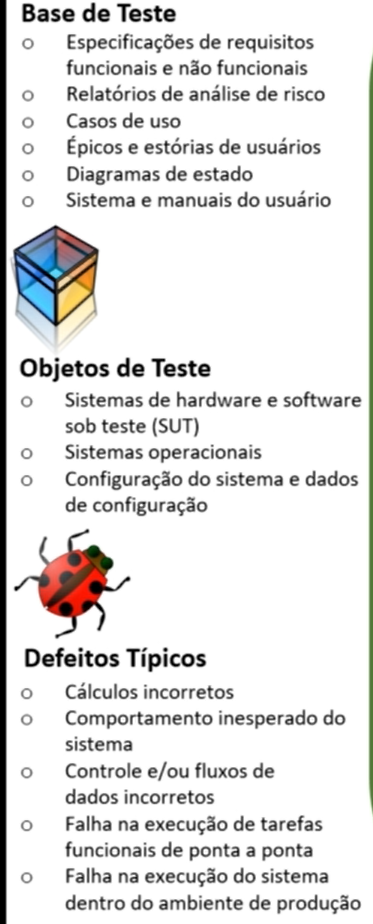 Base de Teste
o Especificações de requisitos
funcionais e não funcionais
o Relatórios de análise de risco
o Casos de uso
o Épicos e estórias de usuários
o Diagramas de estado
o Sistema e manuais do usuário
Objetos de Teste
o Sistemas de hardware e software
sob teste (SUT)
o Sistemas operacionais
o Configuração do sistema e dados
de configuração
Defeitos Típicos
o Cálculos incorretos
o Comportamento inesperado do
sistema
o Controle e/ou fluxos de
dados incorretos
o Falha na execução de tarefas
funcionais de ponta a ponta
o Falha na execução do sistema
dentro do ambiente de produção